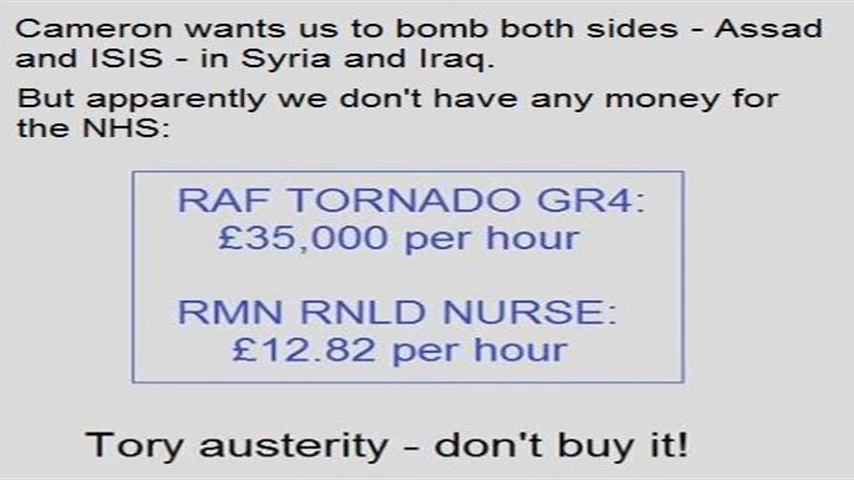 Cameron wants us to bomb both sides - Assad
and ISIS - in Syria and Iraq.
But apparently we don't have any money for
the NHS:
RAF TORNADO GR4:
£35,000 per hour
RMN RNLD NURSE:
£12.82 per hour
Tory austerity - don't buy it!